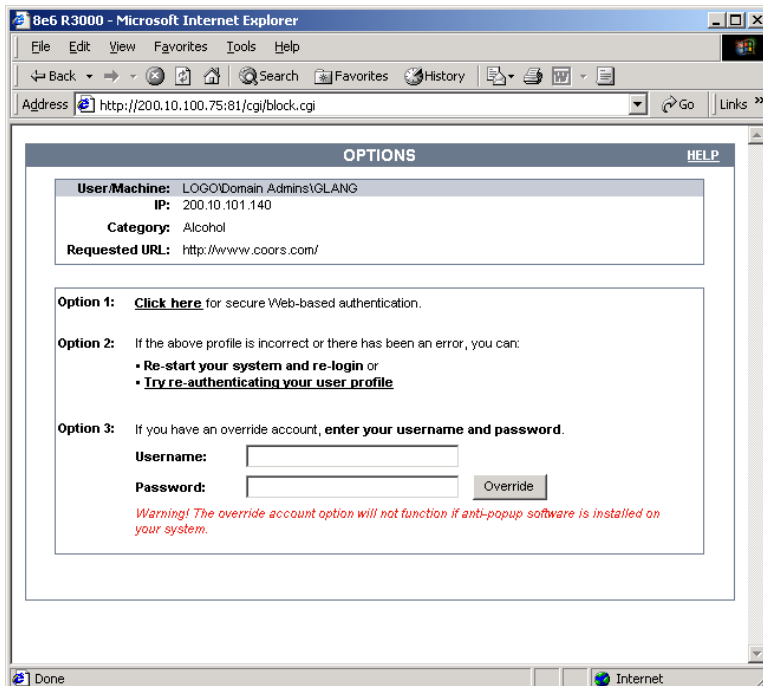 8e6 R3000 - Microsoft Internet Explorer
File Edit View Favorites Tools Help
Back Search Favorites History
Address http://200.10.100.75:81/cgi/block.cgi Go Links »
OPTIONS HELP
User/Machine: LOGO\Domain Admins\GLANG
IP: 200.10.101.140
Category: Alcohol
Requested URL: http://www.coors.com/
Option 1: Click here for secure Web-based authentication.
Option 2: If the above profile is incorrect or there has been an error, you can:
▪ Re-start your system and re-login or
▪ Try re-authenticating your user profile
Option 3: If you have an override account, enter your username and password.
Username:
Password: Override
Warning! The override account option will not function if anti-popup software is installed on
your system.
Done Internet